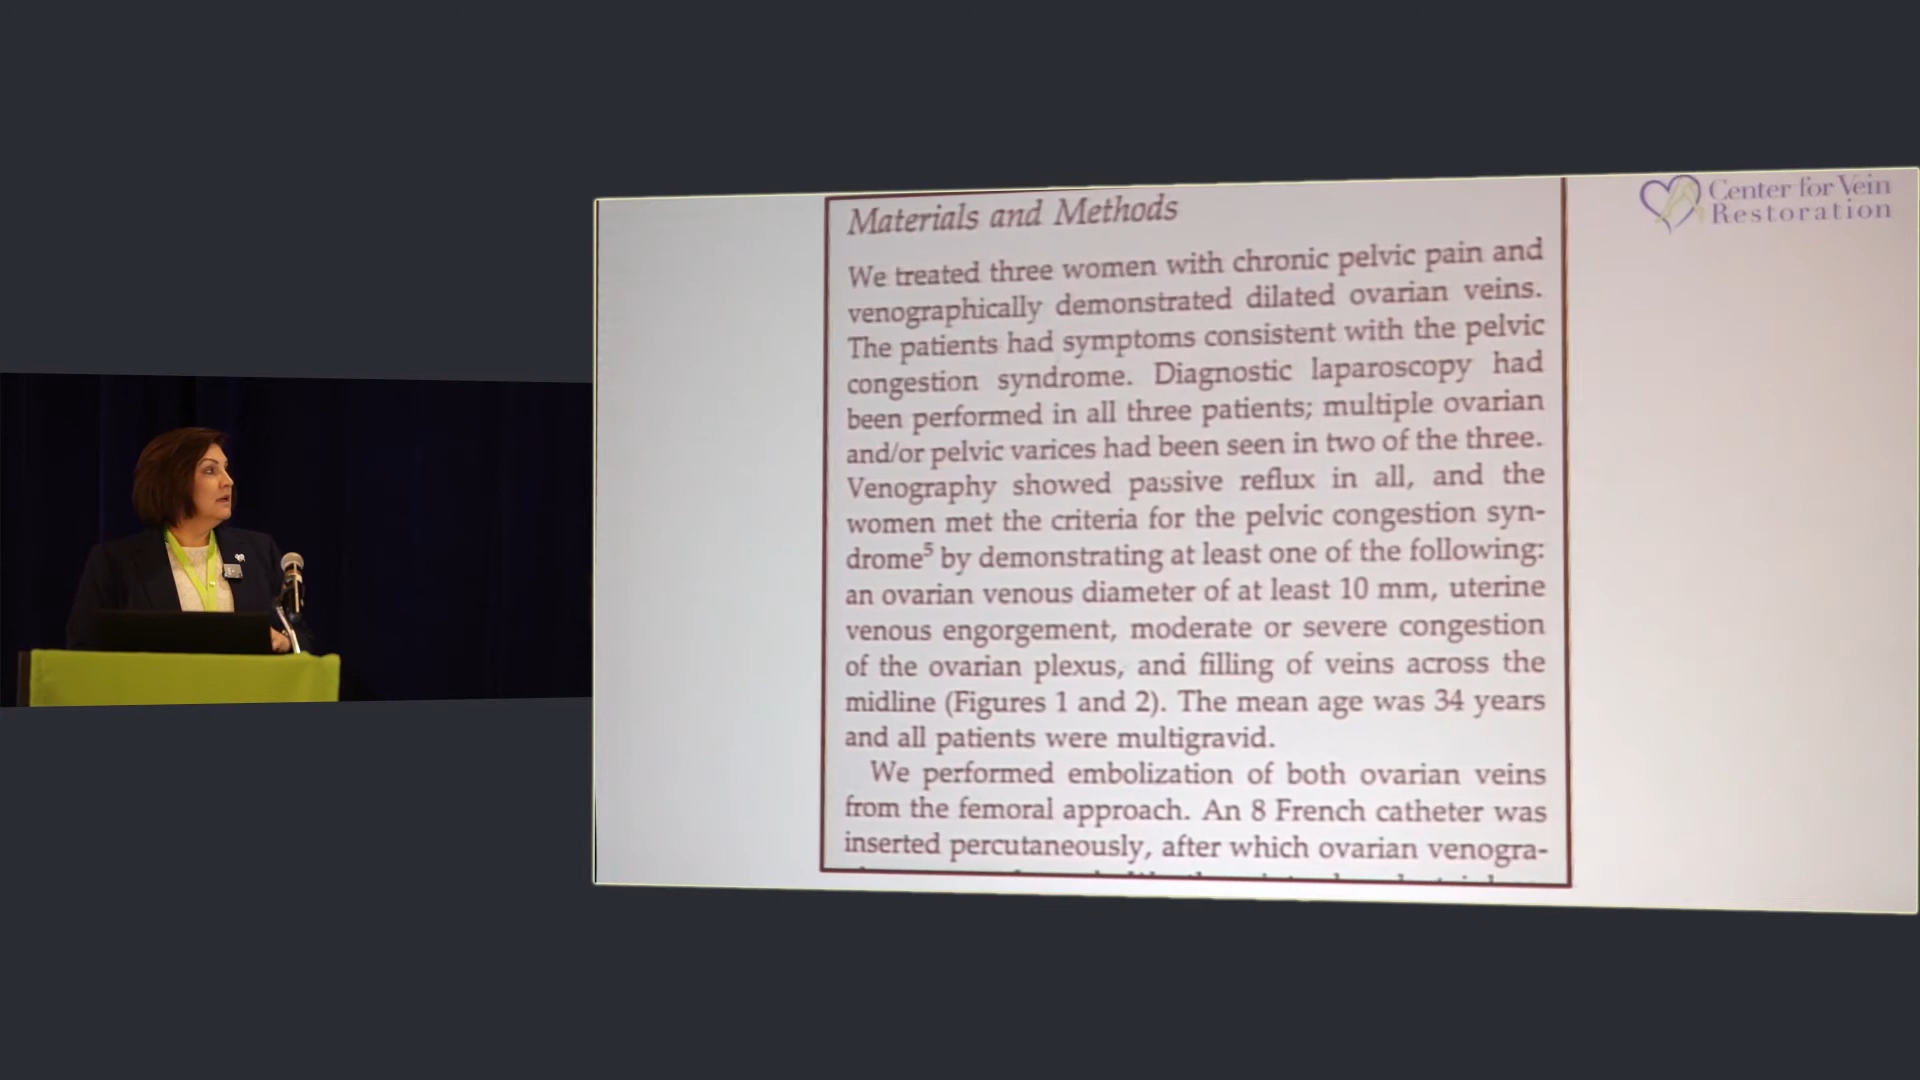 Center for Vein
Restoration
Materials and Methods
We treated three women with chronic pelvic pain and
venographically demonstrated dilated ovarian veins.
The patients had symptoms consistent with the pelvic
congestion syndrome. Diagnostic laparoscopy had
been performed in all three patients; multiple ovarian
and/or pelvic varices had been seen in two of the three.
Venography showed passive reflux in all, and the
women met the criteria for the pelvic congestion syn-
drome⁵ by demonstrating at least one of the following:
an ovarian venous diameter of at least 10 mm, uterine
venous engorgement, moderate or severe congestion
of the ovarian plexus, and filling of veins across the
midline (Figures 1 and 2). The mean age was 34 years
and all patients were multigravid.
We performed embolization of both ovarian veins
from the femoral approach. An 8 French catheter was
inserted percutaneously, after which ovarian venogra-